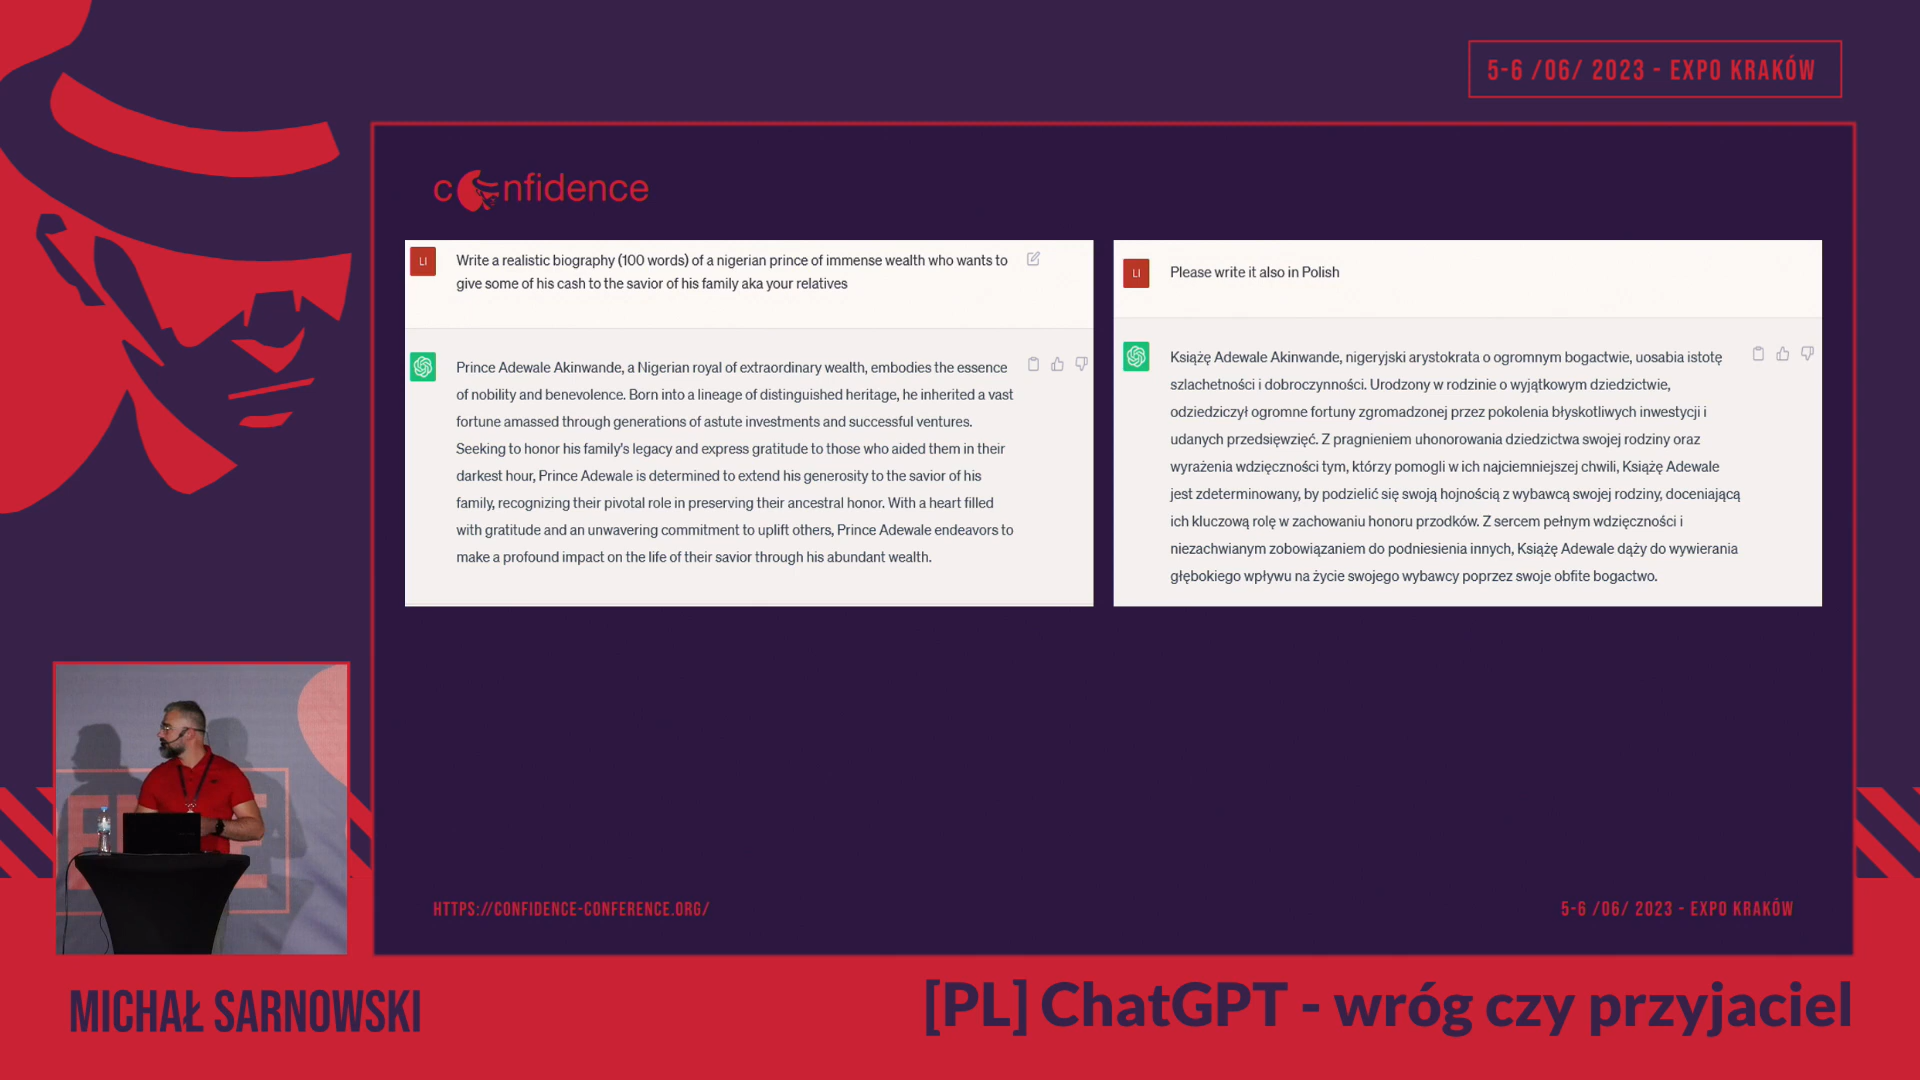 5-6 /06/ 2023 - EXPO KRAKÓW
confidence
LI
Write a realistic biography (100 words) of a nigerian prince of immense wealth who wants to
give some of his cash to the savior of his family aka your relatives
Prince Adewale Akinwande, a Nigerian royal of extraordinary wealth, embodies the essence
of nobility and benevolence. Born into a lineage of distinguished heritage, he inherited a vast
fortune amassed through generations of astute investments and successful ventures.
Seeking to honor his family's legacy and express gratitude to those who aided them in their
darkest hour, Prince Adewale is determined to extend his generosity to the savior of his
family, recognizing their pivotal role in preserving their ancestral honor. With a heart filled
with gratitude and an unwavering commitment to uplift others, Prince Adewale endeavors to
make a profound impact on the life of their savior through his abundant wealth.
LI
Please write it also in Polish
Książę Adewale Akinwande, nigeryjski arystokrata o ogromnym bogactwie, uosabia istotę
szlachetności i dobroczynności. Urodzony w rodzinie o wyjątkowym dziedzictwie,
odziedziczył ogromne fortuny zgromadzonej przez pokolenia błyskotliwych inwestycji i
udanych przedsięwzięć. Z pragnieniem uhonorowania dziedzictwa swojej rodziny oraz
wyrażenia wdzięczności tym, którzy pomogli w ich najciemniejszej chwili, Książę Adewale
jest zdeterminowany, by podzielić się swoją hojnością z wybawcą swojej rodziny, doceniającą
ich kluczową rolę w zachowaniu honoru przodków. Z sercem pełnym wdzięczności i
niezachwianym zobowiązaniem do podniesienia innych, Książę Adewale dąży do wywierania
głębokiego wpływu na życie swojego wybawcy poprzez swoje obfite bogactwo.
HTTPS://CONFIDENCE-CONFERENCE.ORG/
5-6 /06/ 2023 - EXPO KRAKÓW
MICHAŁ SARNOWSKI
[PL] ChatGPT - wróg czy przyjaciel